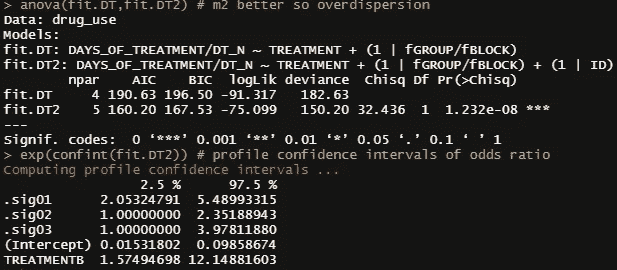 > anova(fit.DT,fit.DT2) # m2 better so overdispersion
Data: drug_use
Models:
fit.DT: DAYS_OF_TREATMENT/DT_N ~ TREATMENT + (1 | fGROUP/fBLOCK)
fit.DT2: DAYS_OF_TREATMENT/DT_N ~ TREATMENT + (1 | fGROUP/fBLOCK) + (1 | ID)
npar AIC BIC logLik deviance Chisq Df Pr(>Chisq)
fit.DT 4 190.63 196.50 -91.317 182.63
fit.DT2 5 160.20 167.53 -75.099 150.20 32.436 1 1.232e-08 ***
---
Signif. codes: 0 ‘***’ 0.001 ‘**’ 0.01 ‘*’ 0.05 ‘.’ 0.1 ‘ ’ 1
> exp(confint(fit.DT2)) # profile confidence intervals of odds ratio
Computing profile confidence intervals ...
2.5 % 97.5 %
.sig01 2.05324791 5.48993315
.sig02 1.00000000 2.35188943
.sig03 1.00000000 3.97811880
(Intercept) 0.01531802 0.09858674
TREATMENTB 1.57494698 12.14881603